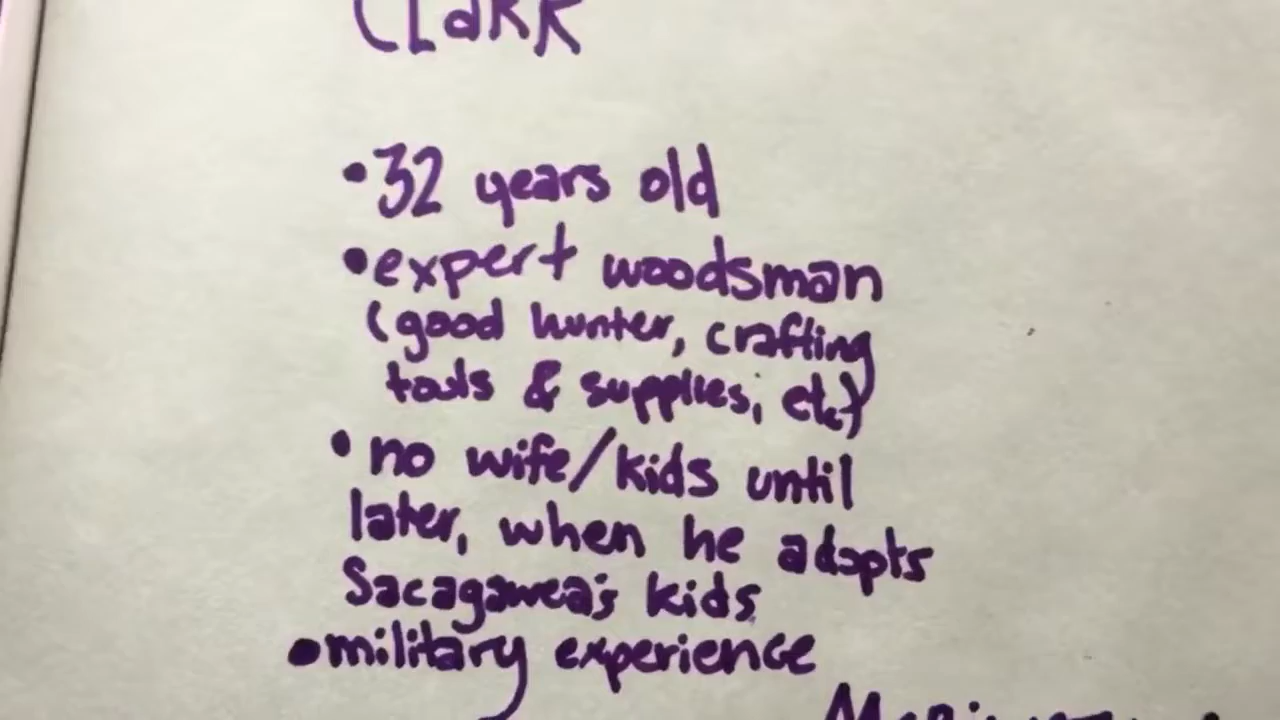 Clark
•32 years old
•expert woodsman
(good hunter, crafting
tools & supplies, etc)
•no wife/kids until
later, when he adopts
Sacagawea's kids
•military experience